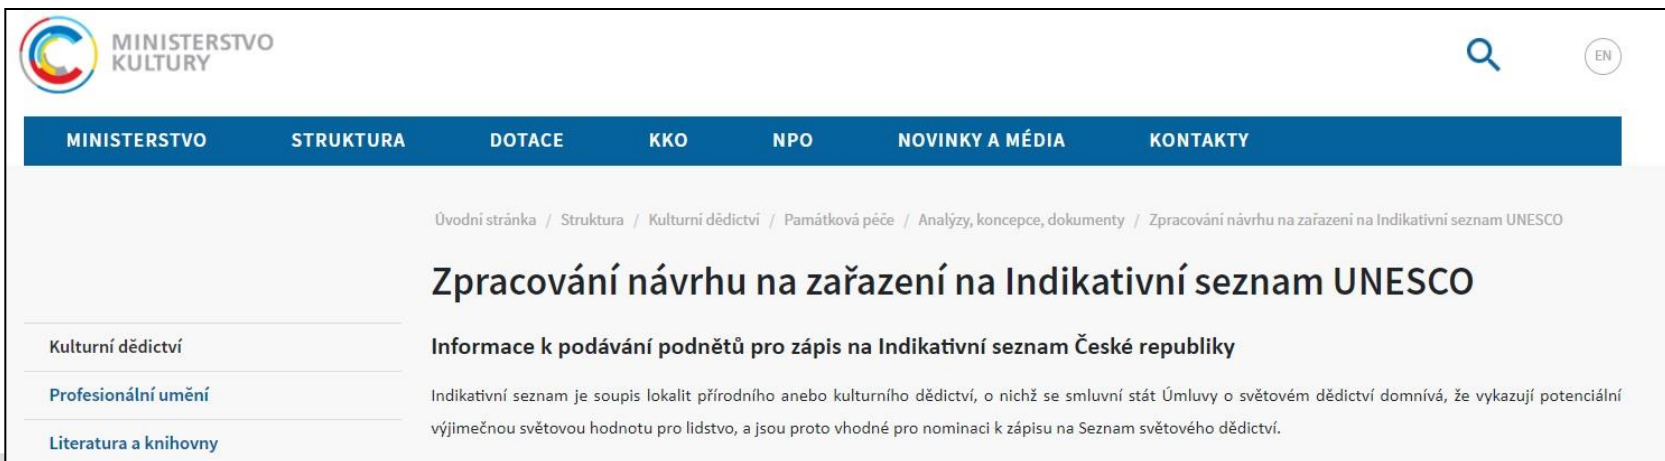 MINISTERSTVO
KULTURY
EN
MINISTERSTVO STRUKTURA DOTACE KKO NPO NOVINKY A MÉDIA KONTAKTY
Úvodní stránka / Struktura / Kulturní dědictví / Památková péče / Analýzy, koncepce, dokumenty / Zpracování návrhu na zařazení na Indikativní seznam UNESCO
Zpracování návrhu na zařazení na Indikativní seznam UNESCO
Kulturní dědictví
Profesionální umění
Literatura a knihovny
Informace k podávání podnětů pro zápis na Indikativní seznam České republiky
Indikativní seznam je soupis lokalit přírodního anebo kulturního dědictví, o nichž se smluvní stát Úmluvy o světovém dědictví domnívá, že vykazují potenciální
výjimečnou světovou hodnotu pro lidstvo, a jsou proto vhodné pro nominaci k zápisu na Seznam světového dědictví.